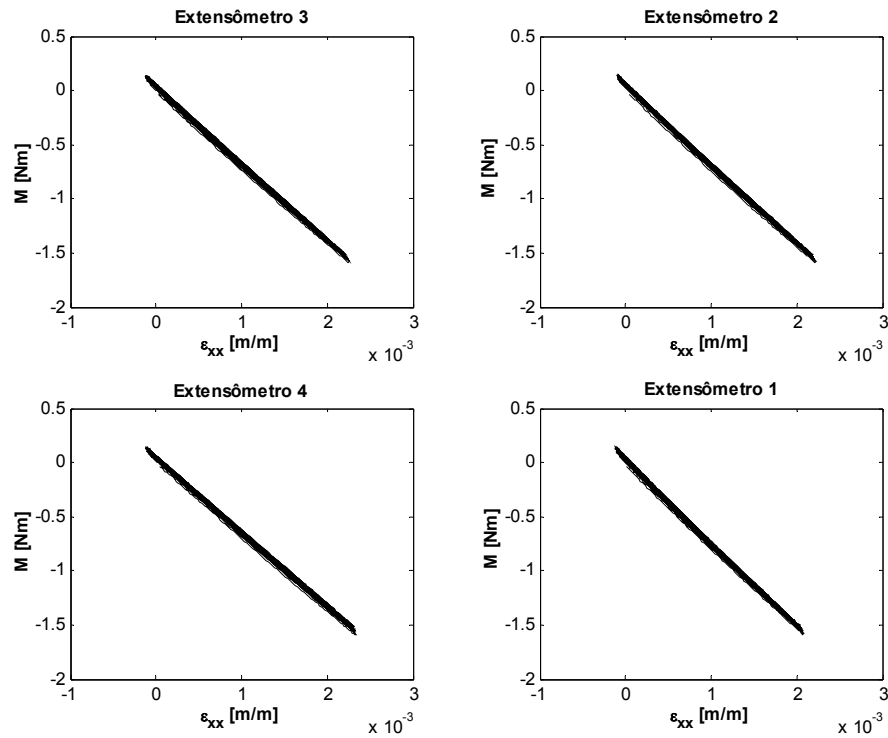 Extensômetro 3
0.5
0
-0.5
-1
-1.5
-2
M [Nm]
-1 0 1 2 3
εxx [m/m]
x 10-3
Extensômetro 2
0.5
0
-0.5
-1
-1.5
-2
M [Nm]
-1 0 1 2 3
εxx [m/m]
x 10-3
Extensômetro 4
0.5
0
-0.5
-1
-1.5
-2
M [Nm]
-1 0 1 2 3
εxx [m/m]
x 10-3
Extensômetro 1
0.5
0
-0.5
-1
-1.5
-2
M [Nm]
-1 0 1 2 3
εxx [m/m]
x 10-3